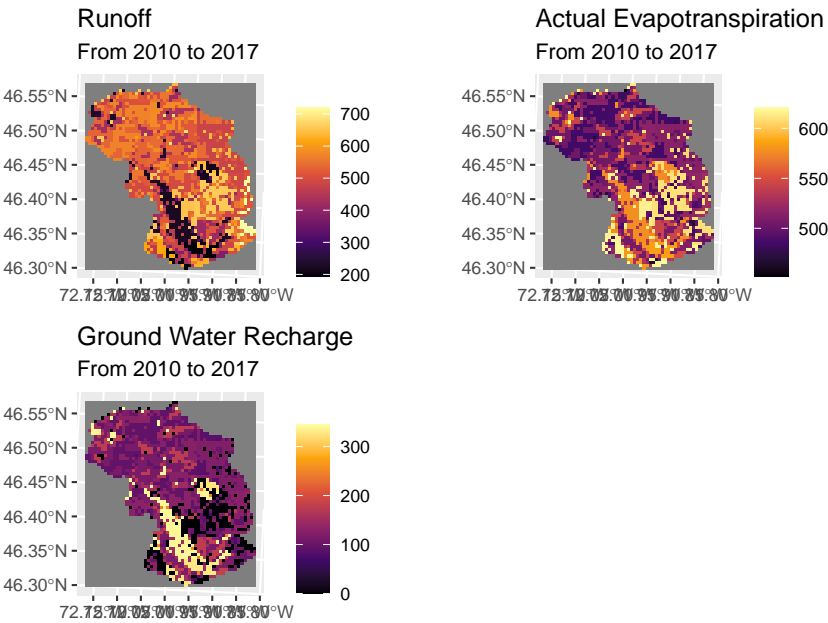 Runoff
From 2010 to 2017
46.55°N
46.50°N
46.45°N
46.40°N
46.35°N
46.30°N
700
600
500
400
300
200
Actual Evapotranspiration
From 2010 to 2017
46.55°N
46.50°N
46.45°N
46.40°N
46.35°N
46.30°N
600
550
500
Ground Water Recharge
From 2010 to 2017
46.55°N
46.50°N
46.45°N
46.40°N
46.35°N
46.30°N
300
200
100
0